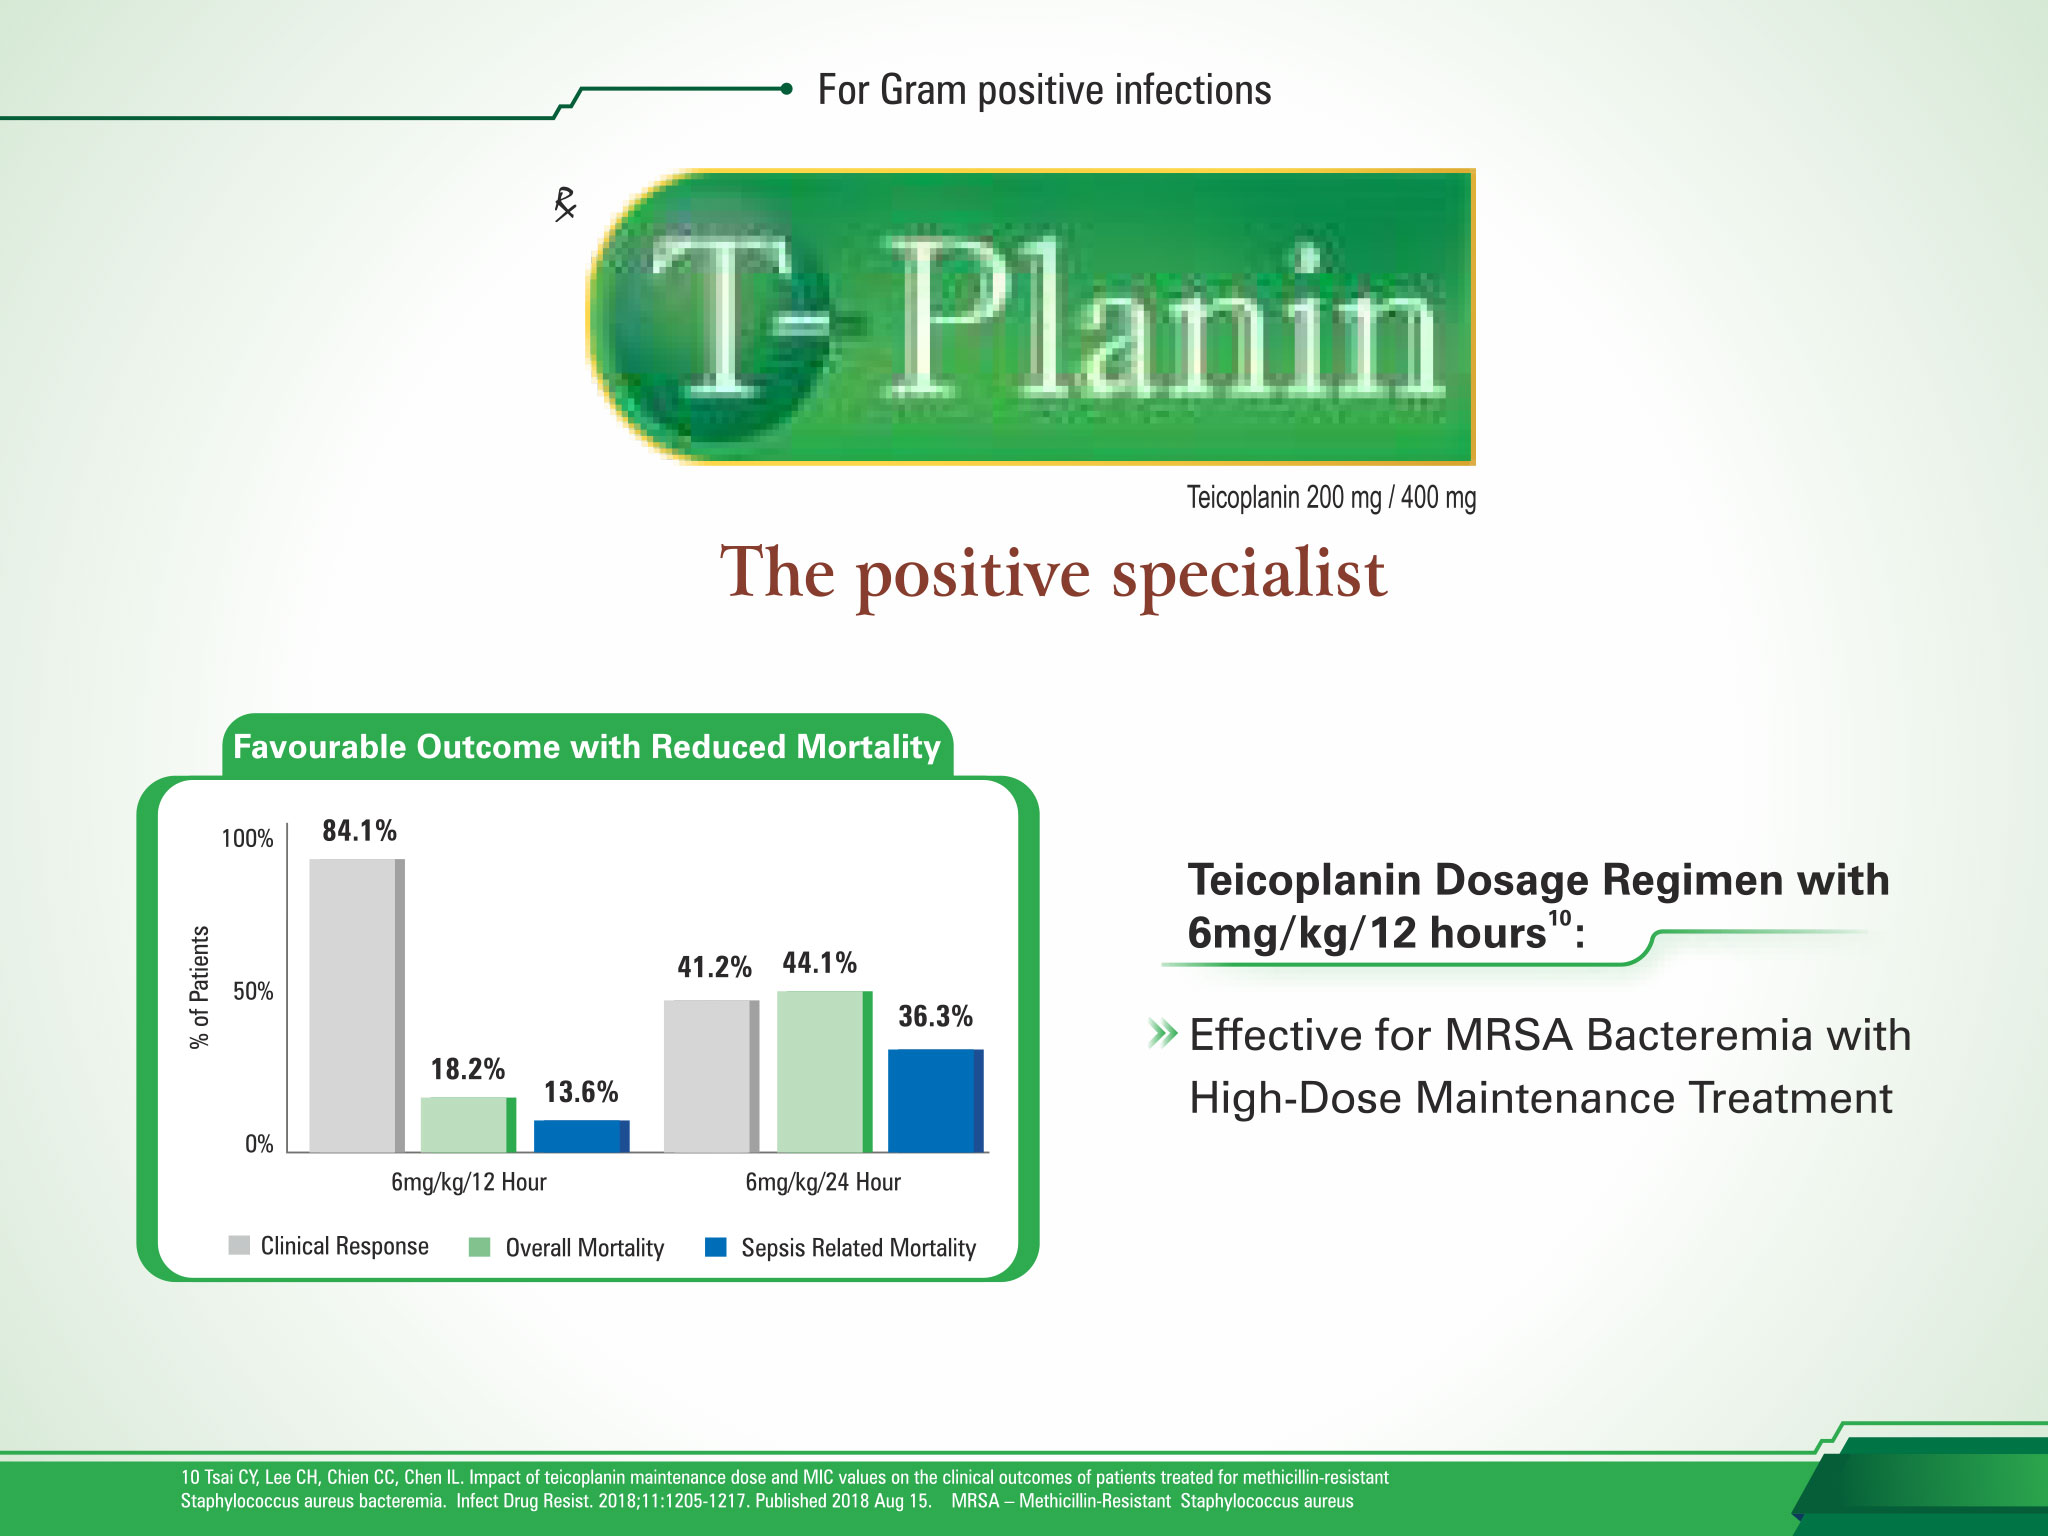 For Gram positive infections
℞
T-Planin
Teicoplanin 200 mg / 400 mg
The positive specialist
Favourable Outcome with Reduced Mortality
% of Patients
100%
50%
0%
84.1%
18.2%
13.6%
41.2%
44.1%
36.3%
6mg/kg/12 Hour
6mg/kg/24 Hour
Clinical Response
Overall Mortality
Sepsis Related Mortality
Teicoplanin Dosage Regimen with
6mg/kg/12 hours¹⁰:
Effective for MRSA Bacteremia with
High-Dose Maintenance Treatment
10 Tsai CY, Lee CH, Chien CC, Chen IL. Impact of teicoplanin maintenance dose and MIC values on the clinical outcomes of patients treated for methicillin-resistant
Staphylococcus aureus bacteremia. Infect Drug Resist. 2018;11:1205-1217. Published 2018 Aug 15. MRSA – Methicillin-Resistant Staphylococcus aureus